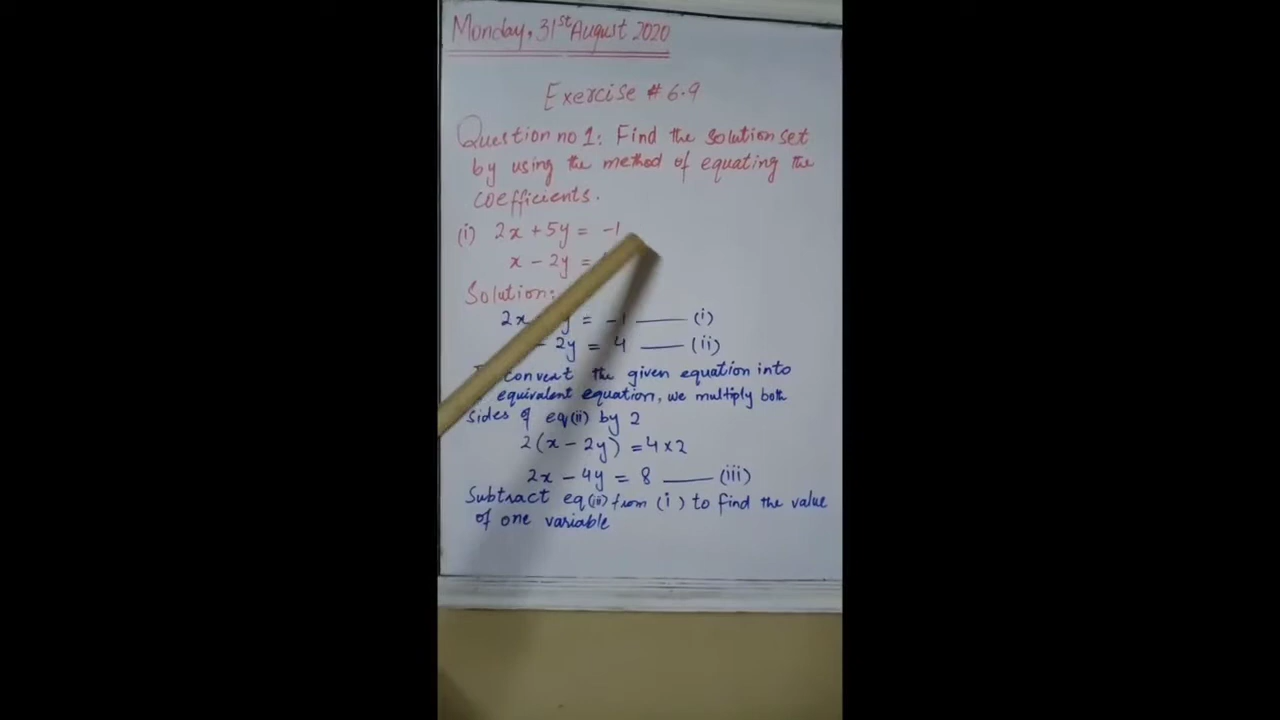 Monday, 31st August 2020
Exercise # 6.9
Question no 1: Find the solution set
by using the method of equating the
coefficients.
(i) 2x + 5y = -1
x - 2y =
Solution:
2x y = -1 —— (i)
- 2y = 4 —— (ii)
convert the given equation into
equivalent equation, we multiply both
sides of eq(ii) by 2
2(x - 2y) = 4 x 2
2x - 4y = 8 —— (iii)
Subtract eq(ii) from (i) to find the value
of one variable